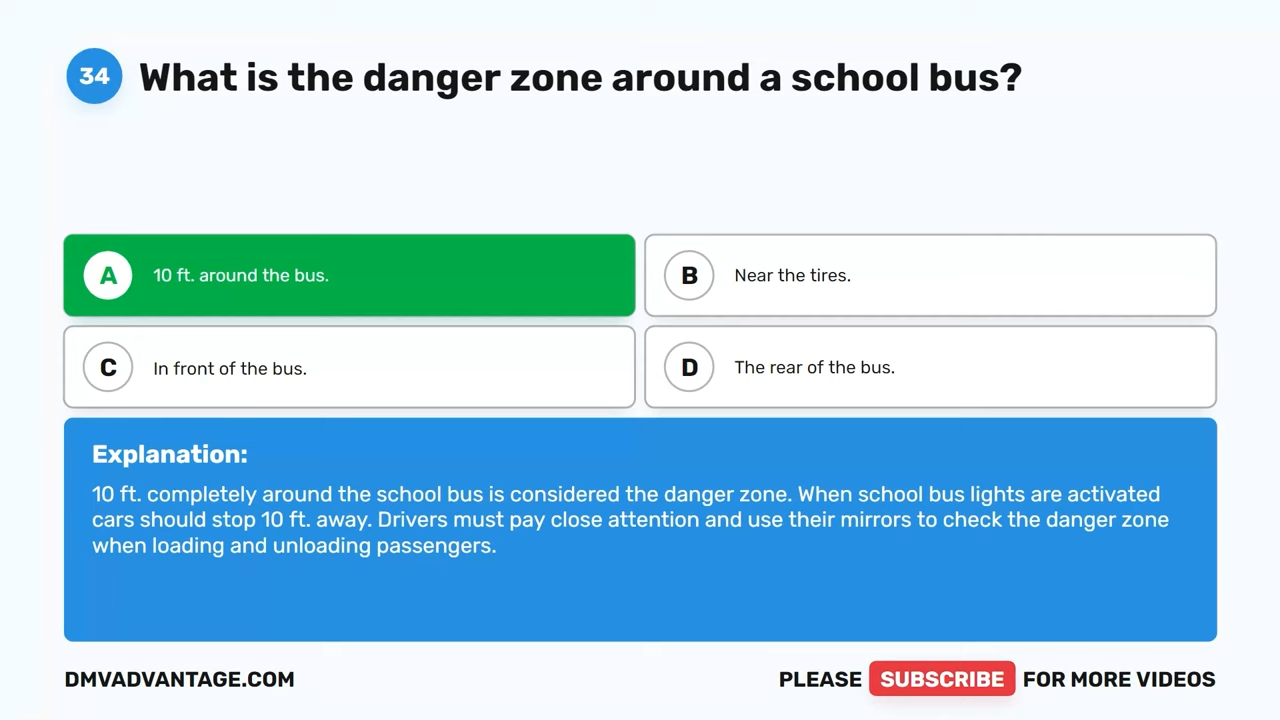 34 What is the danger zone around a school bus?
A 10 ft. around the bus.
B Near the tires.
C In front of the bus.
D The rear of the bus.
Explanation:
10 ft. completely around the school bus is considered the danger zone. When school bus lights are activated
cars should stop 10 ft. away. Drivers must pay close attention and use their mirrors to check the danger zone
when loading and unloading passengers.
DMVADVANTAGE.COM
PLEASE SUBSCRIBE FOR MORE VIDEOS